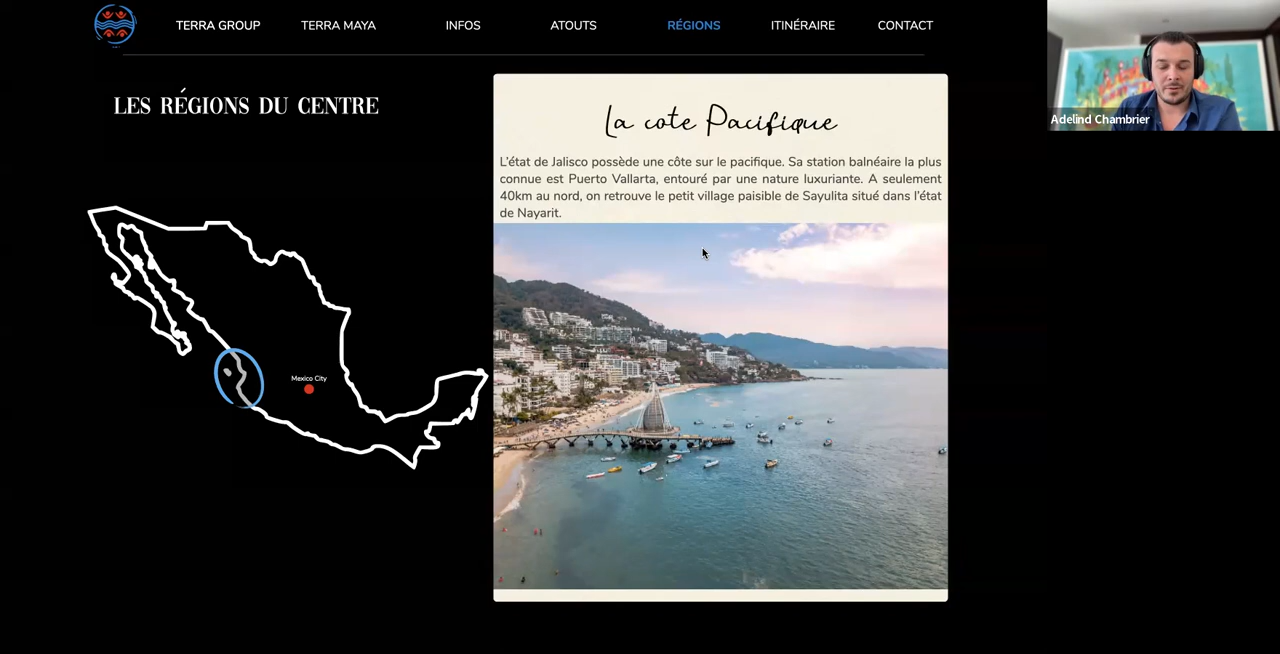 TERRA GROUP TERRA MAYA INFOS ATOUTS RÉGIONS ITINÉRAIRE CONTACT
Adelind Chambrier
LES RÉGIONS DU CENTRE
La cote Pacifique
L'état de Jalisco possède une côte sur le pacifique. Sa station balnéaire la plus
connue est Puerto Vallarta, entouré par une nature luxuriante. A seulement
40km au nord, on retrouve le petit village paisible de Sayulita situé dans l'état
de Nayarit.
Mexico City